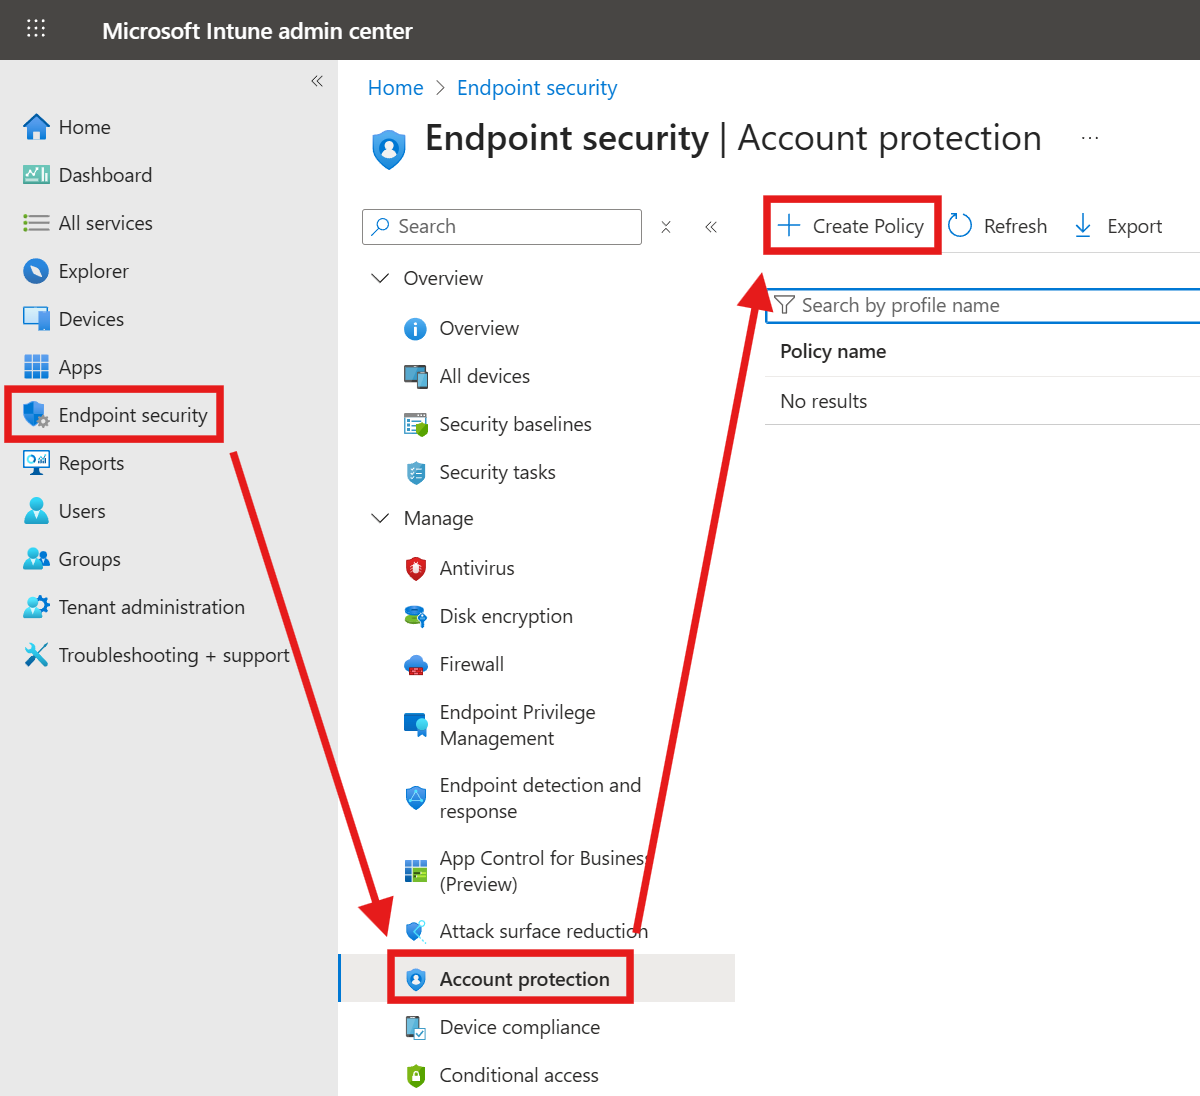 Microsoft Intune admin center
Home
Dashboard
All services
Explorer
Devices
Apps
Endpoint security
Reports
Users
Groups
Tenant administration
Troubleshooting + support
Home > Endpoint security
Endpoint security | Account protection
Search
Overview
Overview
All devices
Security baselines
Security tasks
Manage
Antivirus
Disk encryption
Firewall
Endpoint Privilege
Management
Endpoint detection and
response
App Control for Business
(Preview)
Attack surface reduction
Account protection
Device compliance
Conditional access
Create Policy Refresh Export
Search by profile name
Policy name
No results